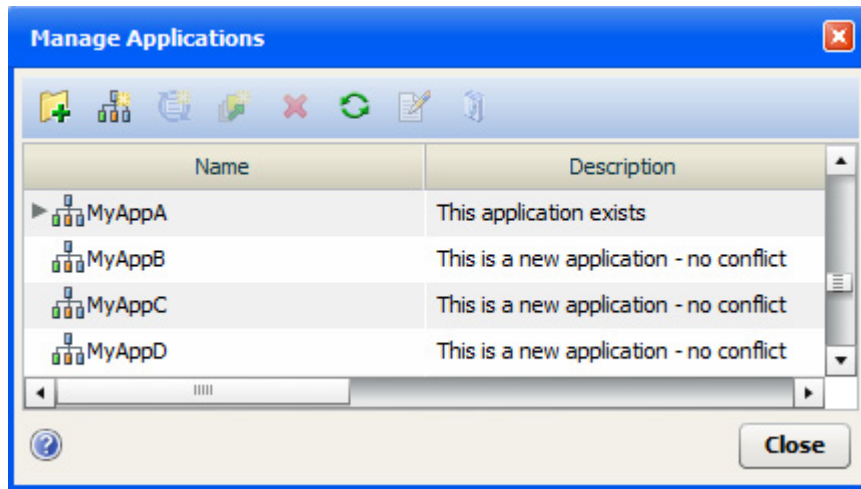 Manage Applications
Name Description
MyAppA This application exists
MyAppB This is a new application - no conflict
MyAppC This is a new application - no conflict
MyAppD This is a new application - no conflict
Close